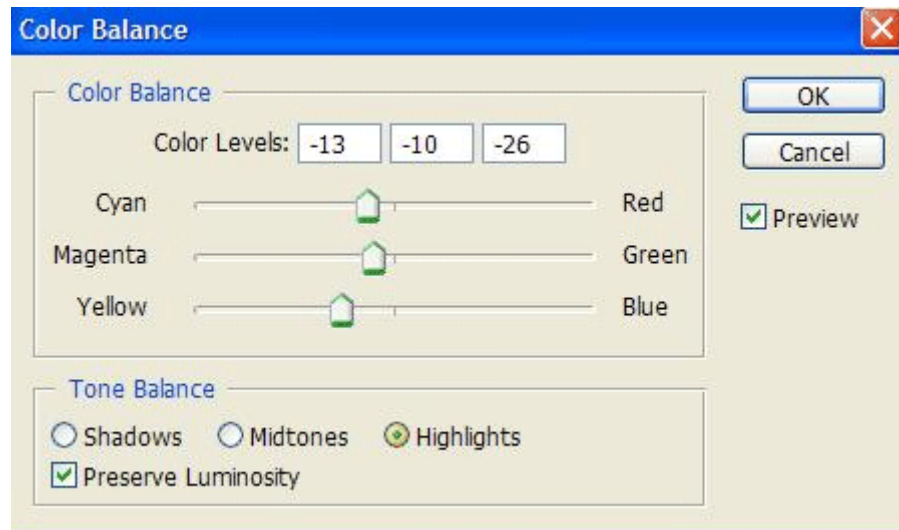 Color Balance
Color Balance
Color Levels: -13 -10 -26
Cyan Red
Magenta Green
Yellow Blue
Tone Balance
Shadows Midtones Highlights
Preserve Luminosity
OK
Cancel
Preview